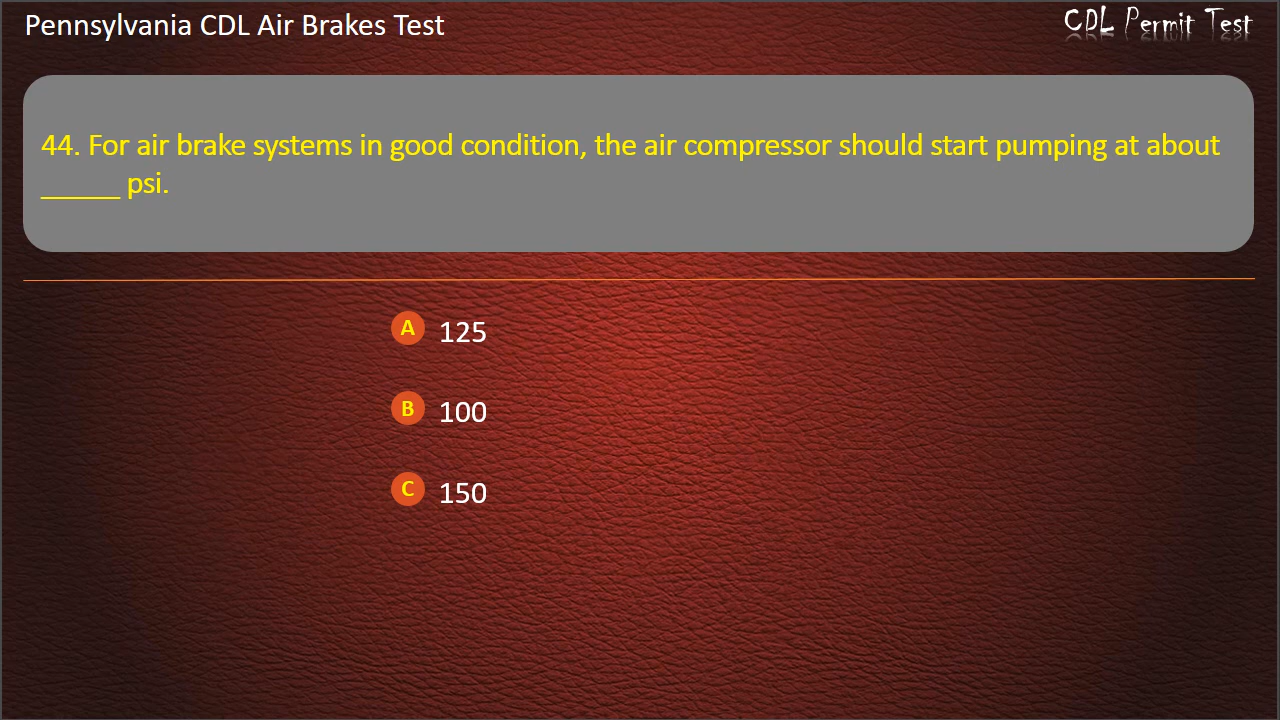 Pennsylvania CDL Air Brakes Test
CDL Permit Test
44. For air brake systems in good condition, the air compressor should start pumping at about
______ psi.
A 125
B 100
C 150